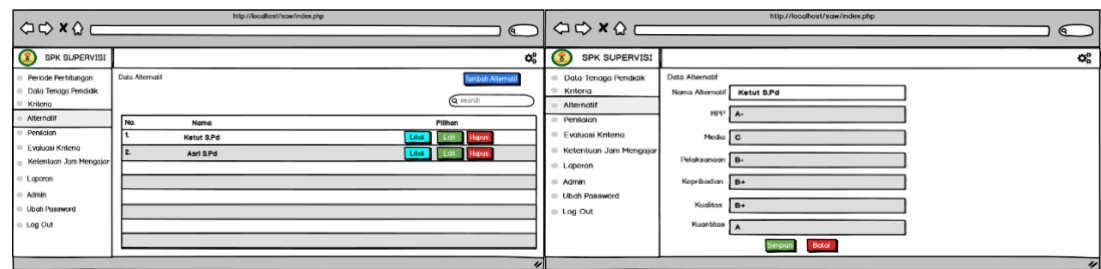 http://localhost/saw/index.php
SPK SUPERVISI
Periode Perhitungan
Data Tenaga Pendidik
Kriteria
Alternatif
Penilaian
Evaluasi Kriteria
Ketentuan Jam Mengajar
Laporan
Admin
Ubah Password
Log Out
Data Alternatif
Tambah Alternatif
search
No. Nama Pilihan
1. Ketut S.Pd Lihat Edit Hapus
2. Asri S.Pd Lihat Edit Hapus
http://localhost/saw/index.php
SPK SUPERVISI
Data Tenaga Pendidik
Kriteria
Alternatif
Penilaian
Evaluasi Kriteria
Ketentuan Jam Mengajar
Laporan
Admin
Ubah Password
Log Out
Data Alternatif
Nama Alternatif Ketut S.Pd
RPP A-
Media C
Pelaksanaan B-
Kepribadian B+
Kualitas B+
Kuantitas A
Simpan Batal